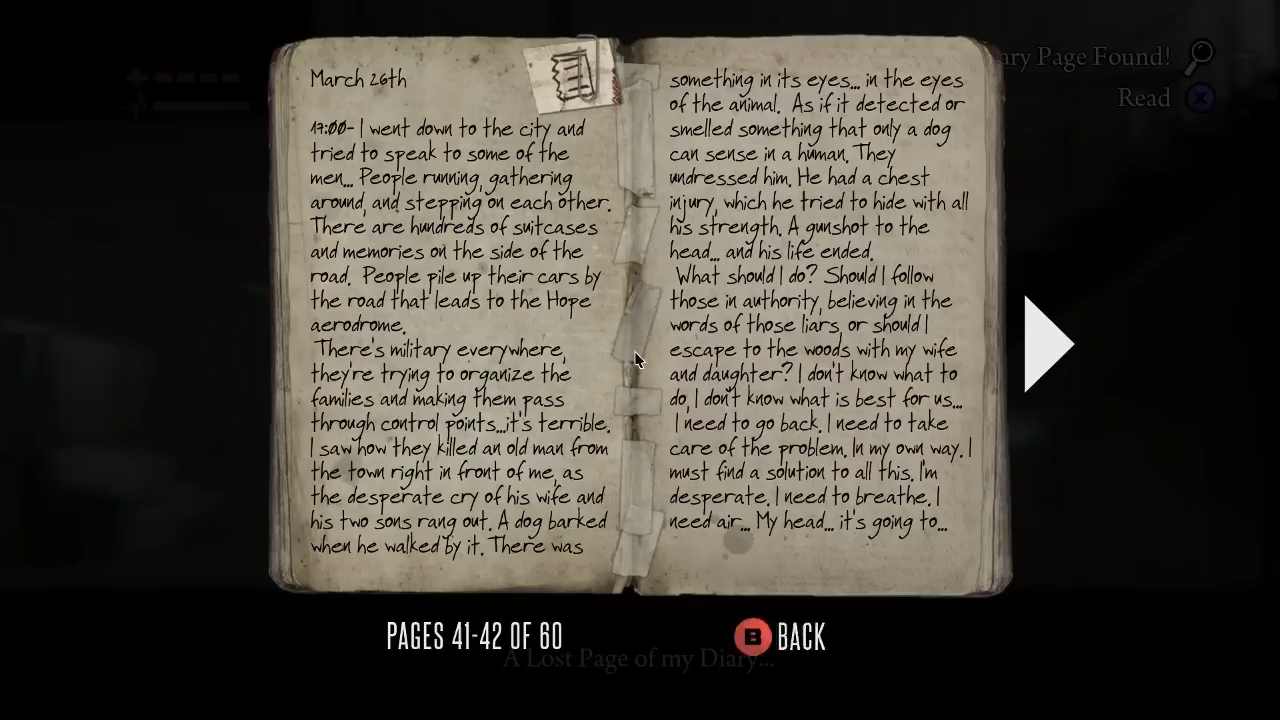 March 26th
17:00- I went down to the city and
tried to speak to some of the
men... People running, gathering
around, and stepping on each other.
There are hundreds of suitcases
and memories on the side of the
road. People pile up their cars by
the road that leads to the Hope
aerodrome.
There's military everywhere,
they're trying to organize the
families and making them pass
through control points...it's terrible.
I saw how they killed an old man from
the town right in front of me, as
the desperate cry of his wife and
his two sons rang out. A dog barked
when he walked by it. There was
something in its eyes... in the eyes
of the animal. As if it detected or
smelled something that only a dog
can sense in a human. They
undressed him. He had a chest
injury, which he tried to hide with all
his strength. A gunshot to the
head... and his life ended.
What should I do? Should I follow
those in authority, believing in the
words of those liars, or should I
escape to the woods with my wife
and daughter? I don't know what to
do, I don't know what is best for us...
I need to go back. I need to take
care of the problem. In my own way. I
must find a solution to all this. I'm
desperate. I need to breathe. I
need air... My head... it's going to...
ary Page Found!
Read X
PAGES 41-42 OF 60
B BACK
A Lost Page of my Diary...